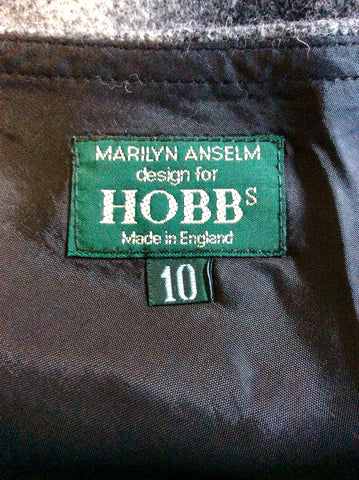 MARILYN ANSELM
design for
HOBBS
Made in England
10